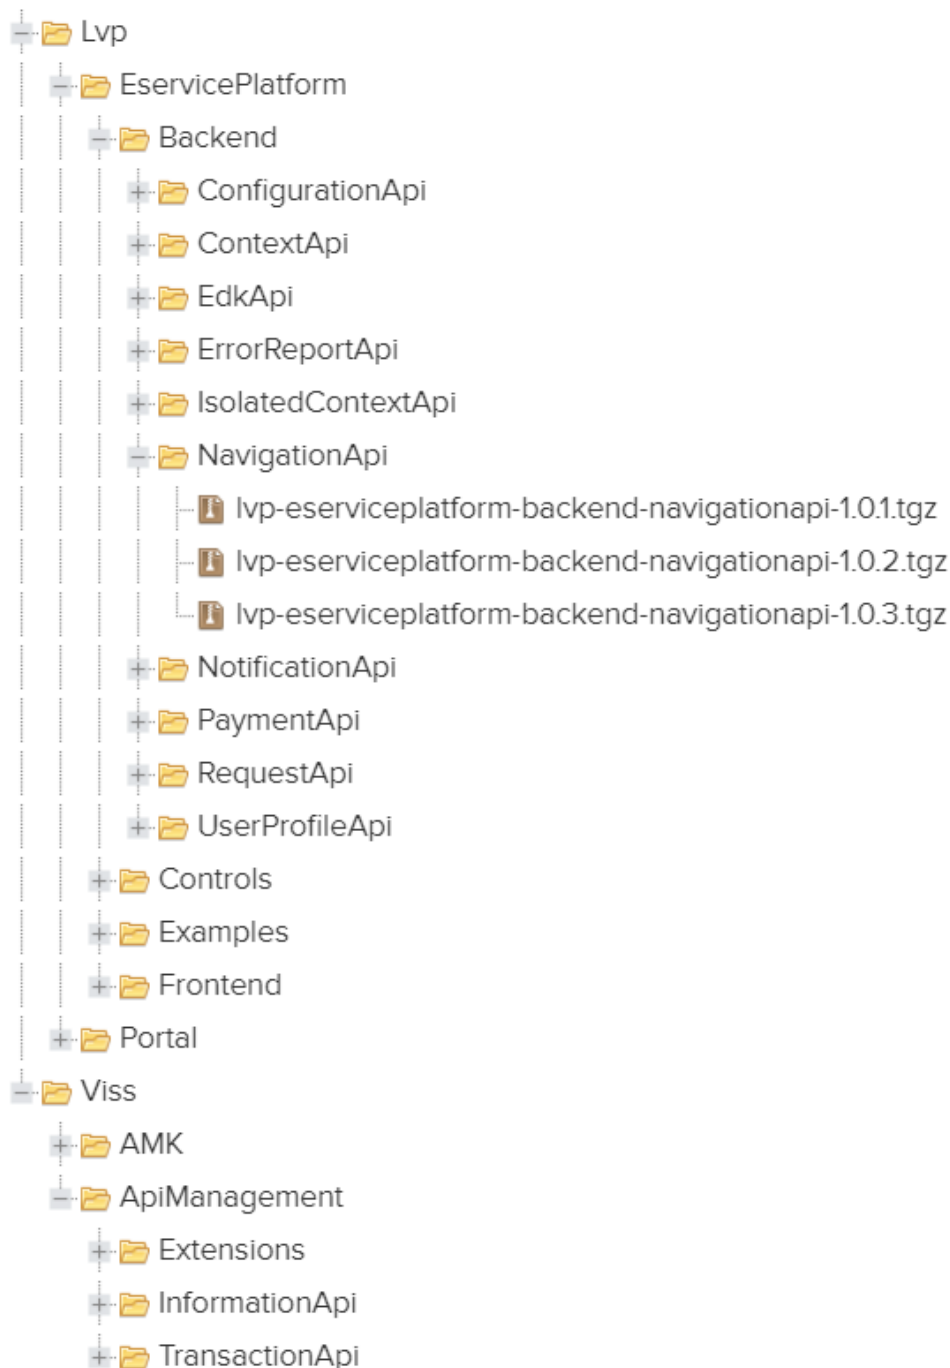 Lvp
EservicePlatform
Backend
ConfigurationApi
ContextApi
EdkApi
ErrorReportApi
IsolatedContextApi
NavigationApi
lvp-eserviceplatform-backend-navigationapi-1.0.1.tgz
lvp-eserviceplatform-backend-navigationapi-1.0.2.tgz
lvp-eserviceplatform-backend-navigationapi-1.0.3.tgz
NotificationApi
PaymentApi
RequestApi
UserProfileApi
Controls
Examples
Frontend
Portal
Viss
AMK
ApiManagement
Extensions
InformationApi
TransactionApi